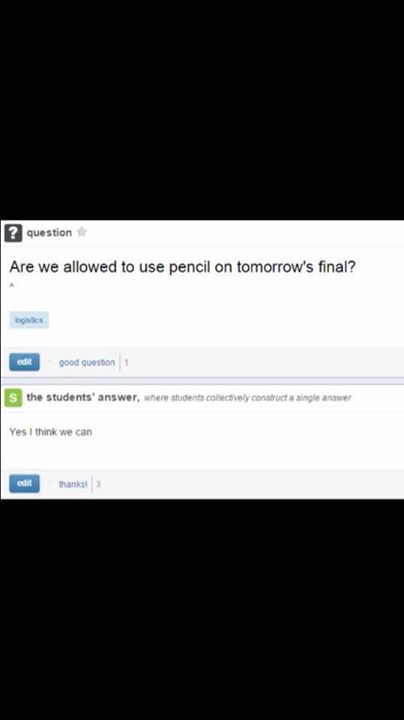 ? question
Are we allowed to use pencil on tomorrow's final?
^
logistics
edit · good question | 1
S the students' answer, where students collectively construct a single answer
Yes I think we can
edit · thanks! | 3